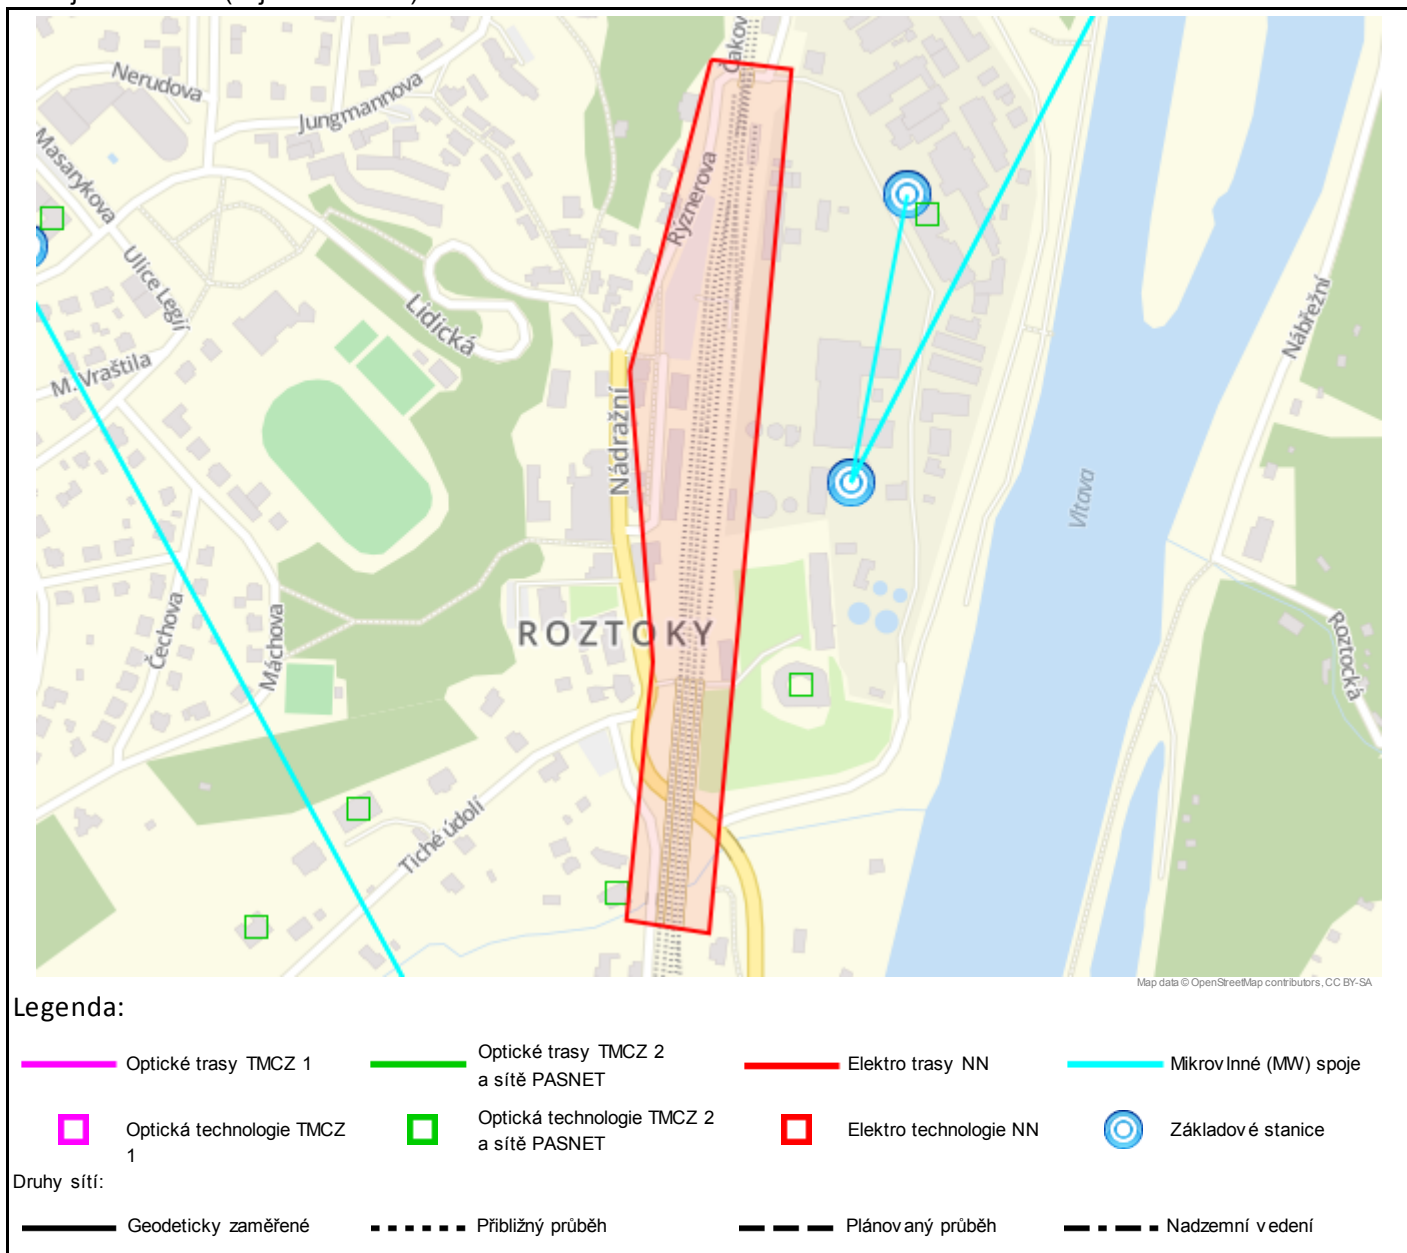 Čakov
Nerudova
Jungmannova
Masarykova
Rýznerova
Ulice Legií
Lidická
Nábřežní
M. Vraštila
Nádražní
Vltava
ROZTOKY
Čechova
Máchova
Roztocká
Tiché údolí
Map data © OpenStreetMap contributors, CC BY-SA
Legenda:
Optické trasy TMCZ 1
Optické trasy TMCZ 2
a sítě PASNET
Elektro trasy NN
Mikrovlnné (MW) spoje
Optická technologie TMCZ
1
Optická technologie TMCZ 2
a sítě PASNET
Elektro technologie NN
Základové stanice
Druhy sítí:
Geodeticky zaměřené
Přibližný průběh
Plánovaný průběh
Nadzemní vedení